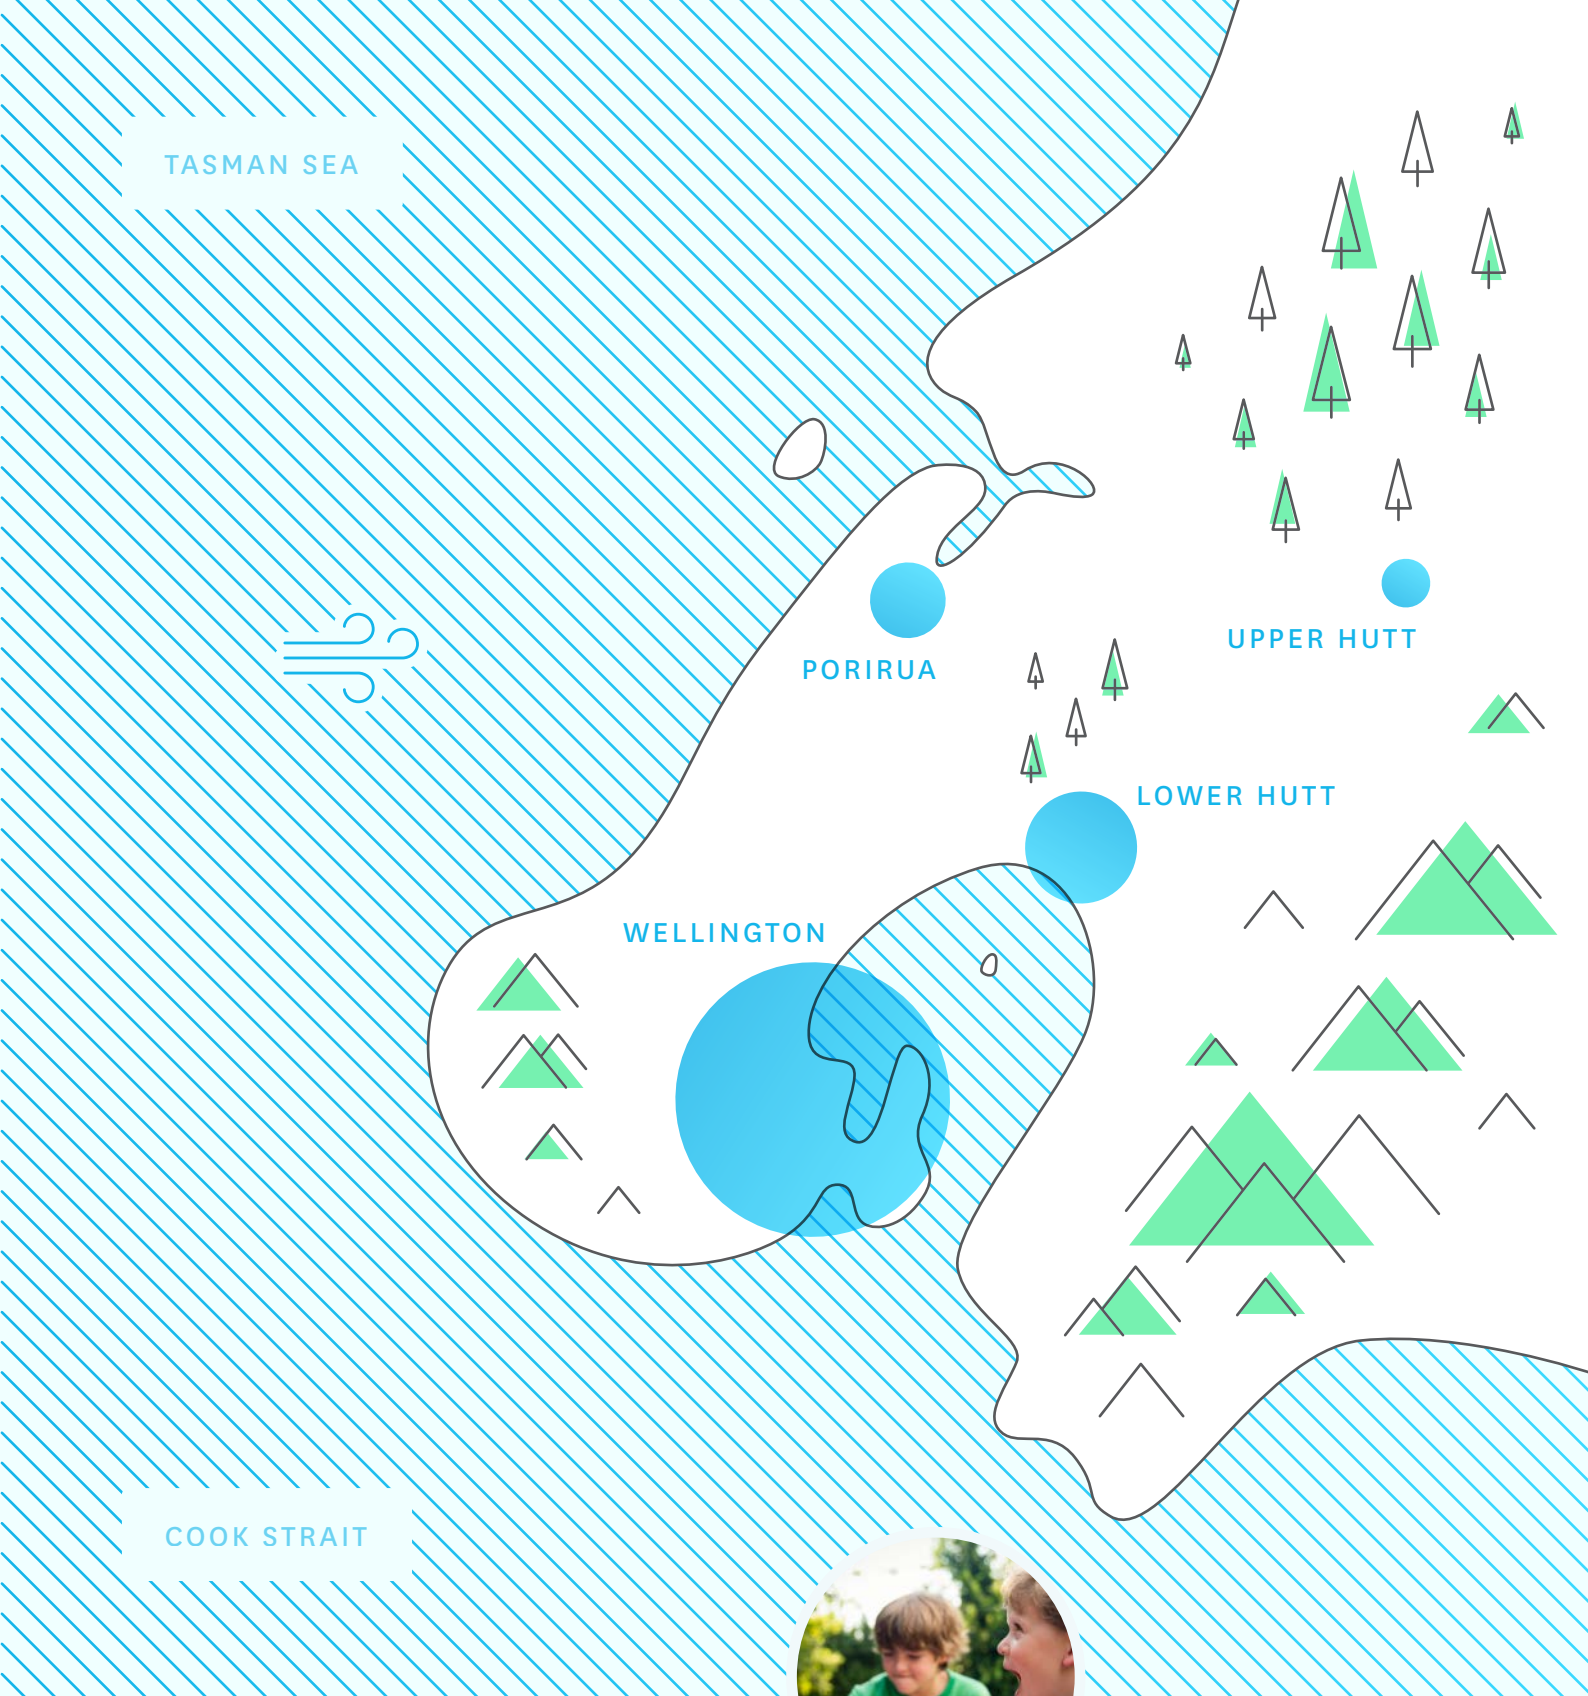 TASMAN SEA
PORIRUA
UPPER HUTT
LOWER HUTT
WELLINGTON
COOK STRAIT